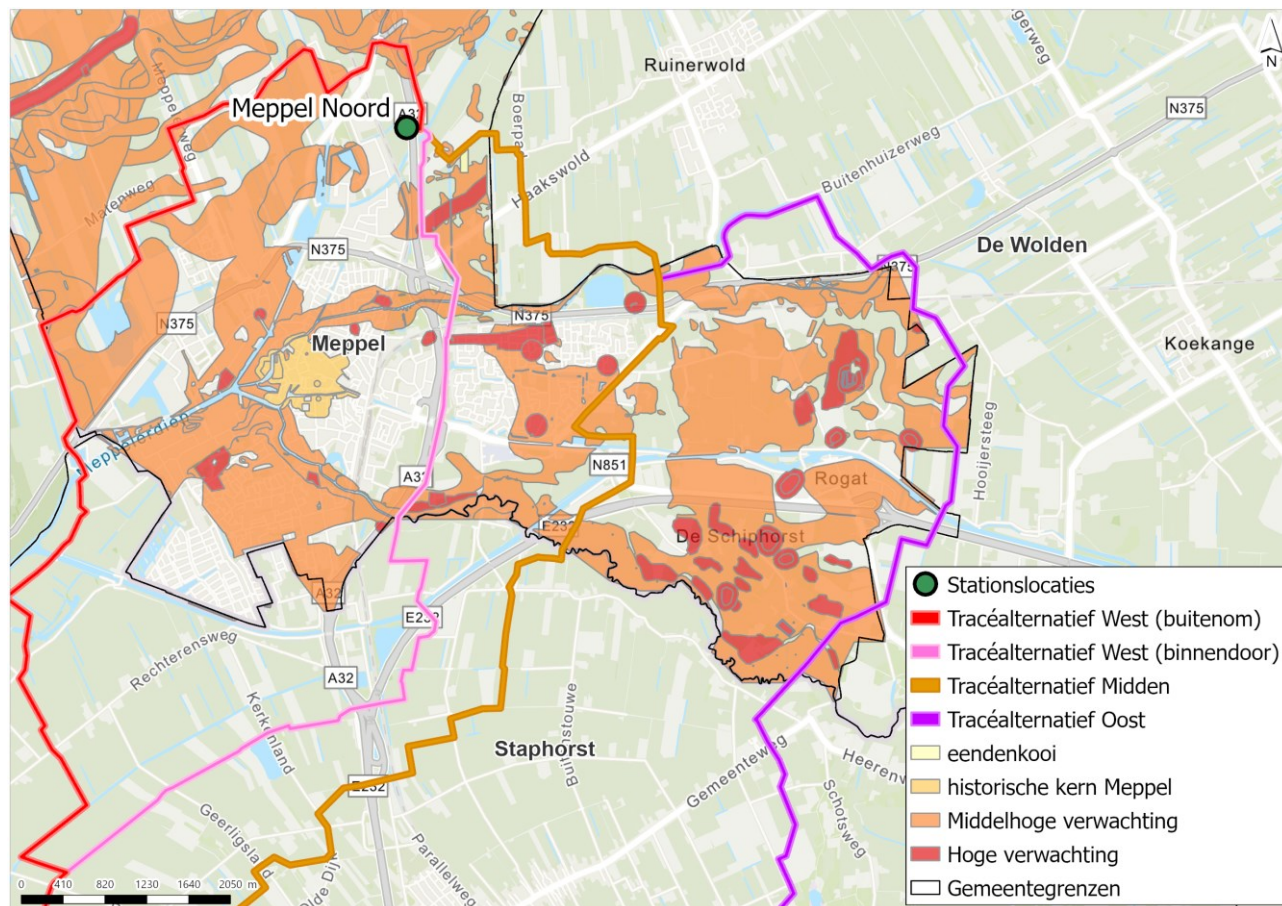 Ruinerwold
N375
Meppel Noord
Boerpad
Buitenhuizerweg
Haakswold
Matenweg
N375
De Wolden
N375
N375
N375
Meppel
Koekange
Meppelerdiep
Hooijersteeg
A32
N851
Rogat
E232
De Schiphorst
A32
E232
Rechterensweg
A32
Kerkenland
Staphorst
Gemeenteweg
E232
Schotsweg
Geerligsland
Parallelweg
Olde Dijk
N
Stationslocaties
Tracéalternatief West (buitenom)
Tracéalternatief West (binnendoor)
Tracéalternatief Midden
Tracéalternatief Oost
eendenkooi
historische kern Meppel
Middelhoge verwachting
Hoge verwachting
Gemeentegrenzen
0 410 820 1230 1640 2050 m